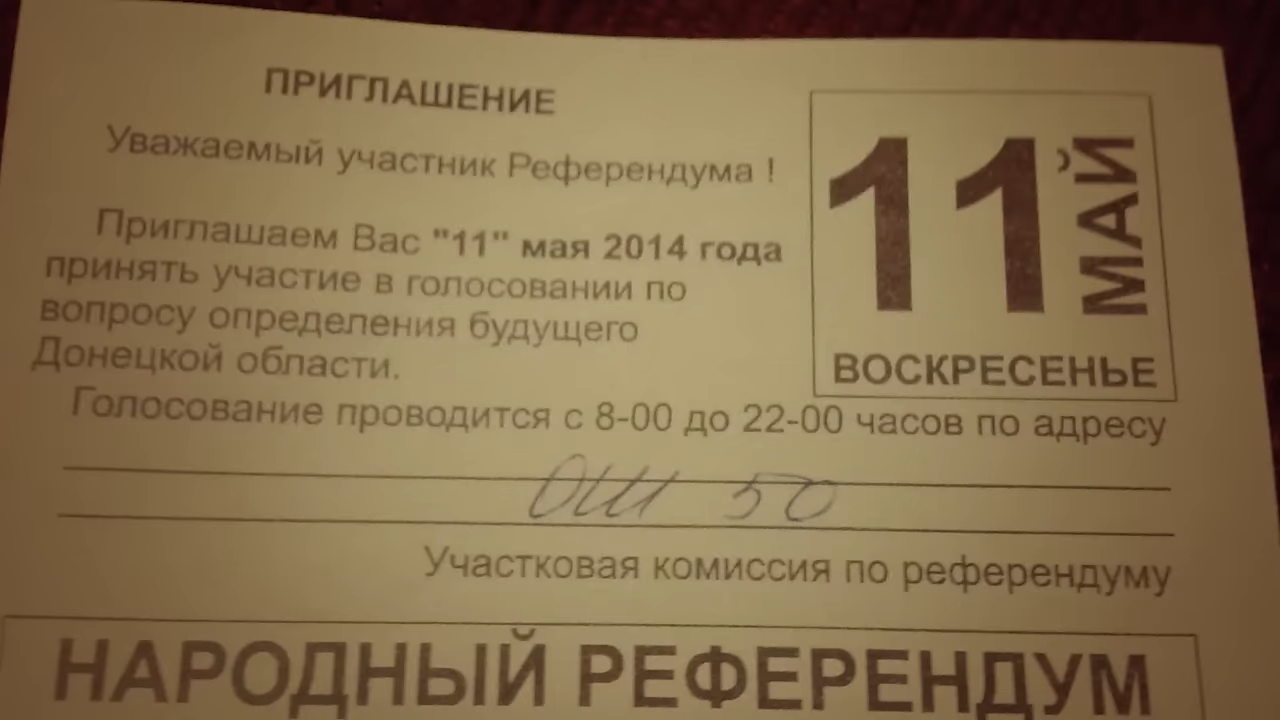 ПРИГЛАШЕНИЕ
Уважаемый участник Референдума !
Приглашаем Вас "11" мая 2014 года
принять участие в голосовании по
вопросу определения будущего
Донецкой области.
11 МАЙ
ВОСКРЕСЕНЬЕ
Голосование проводится с 8-00 до 22-00 часов по адресу
ОШ 50
Участковая комиссия по референдуму
НАРОДНЫЙ РЕФЕРЕНДУМ